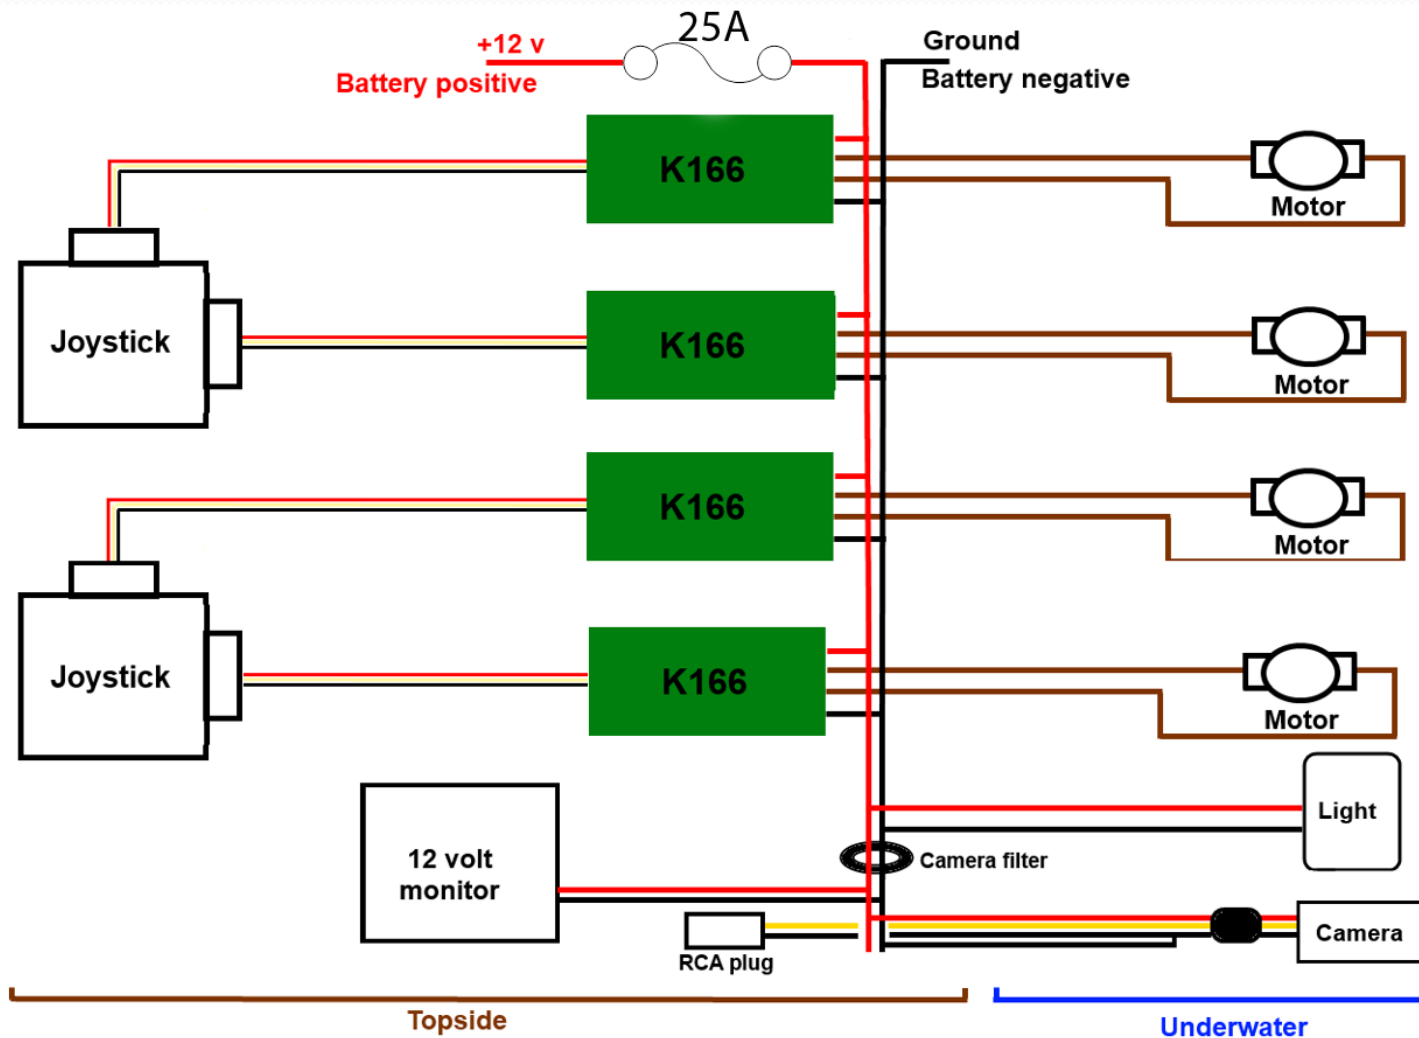 25A
+12 v
Battery positive
Ground
Battery negative
K166
Motor
Joystick
K166
Motor
K166
Motor
Joystick
K166
Motor
Light
12 volt
monitor
Camera filter
RCA plug
Camera
Topside
Underwater